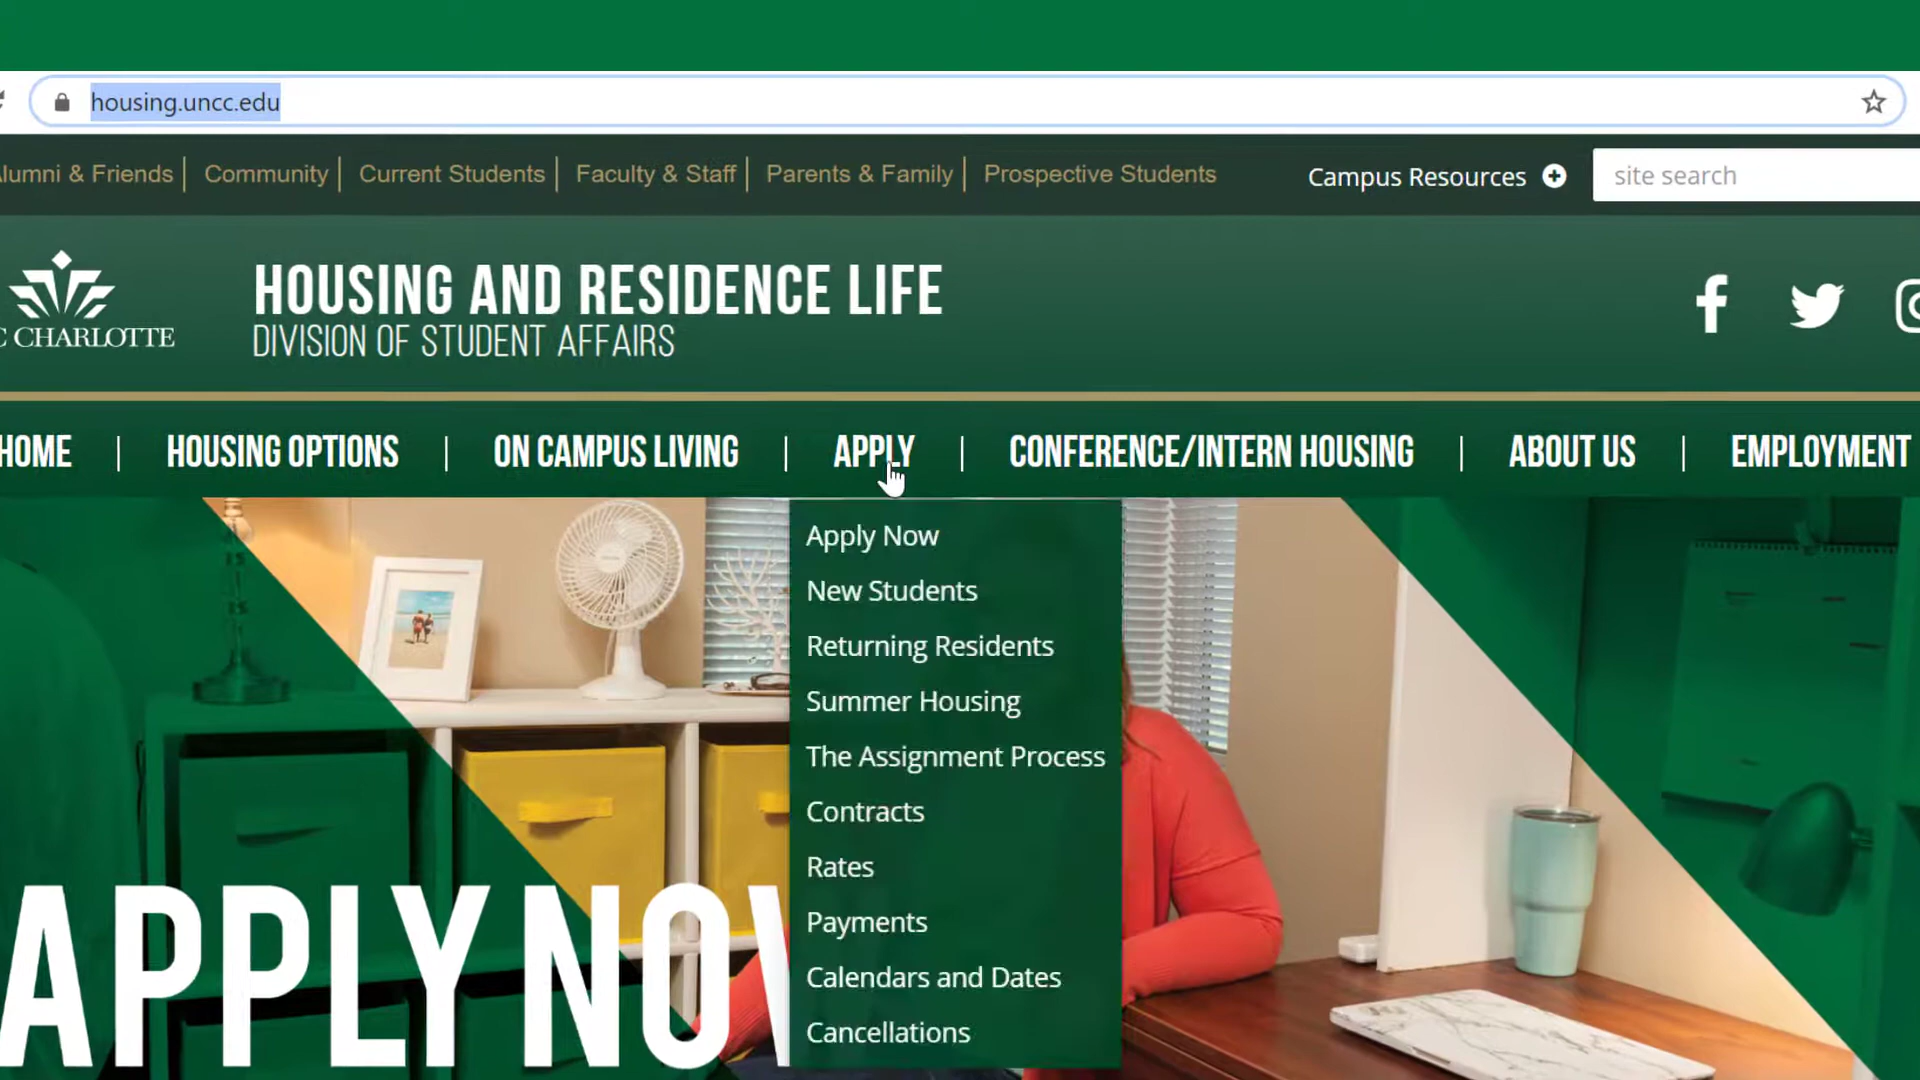 housing.uncc.edu
lumni & Friends | Community | Current Students | Faculty & Staff | Parents & Family | Prospective Students
Campus Resources
site search
C CHARLOTTE
HOUSING AND RESIDENCE LIFE
DIVISION OF STUDENT AFFAIRS
HOME | HOUSING OPTIONS | ON CAMPUS LIVING | APPLY | CONFERENCE/INTERN HOUSING | ABOUT US | EMPLOYMENT
Apply Now
New Students
Returning Residents
Summer Housing
The Assignment Process
Contracts
Rates
Payments
Calendars and Dates
Cancellations
APPLY NOW